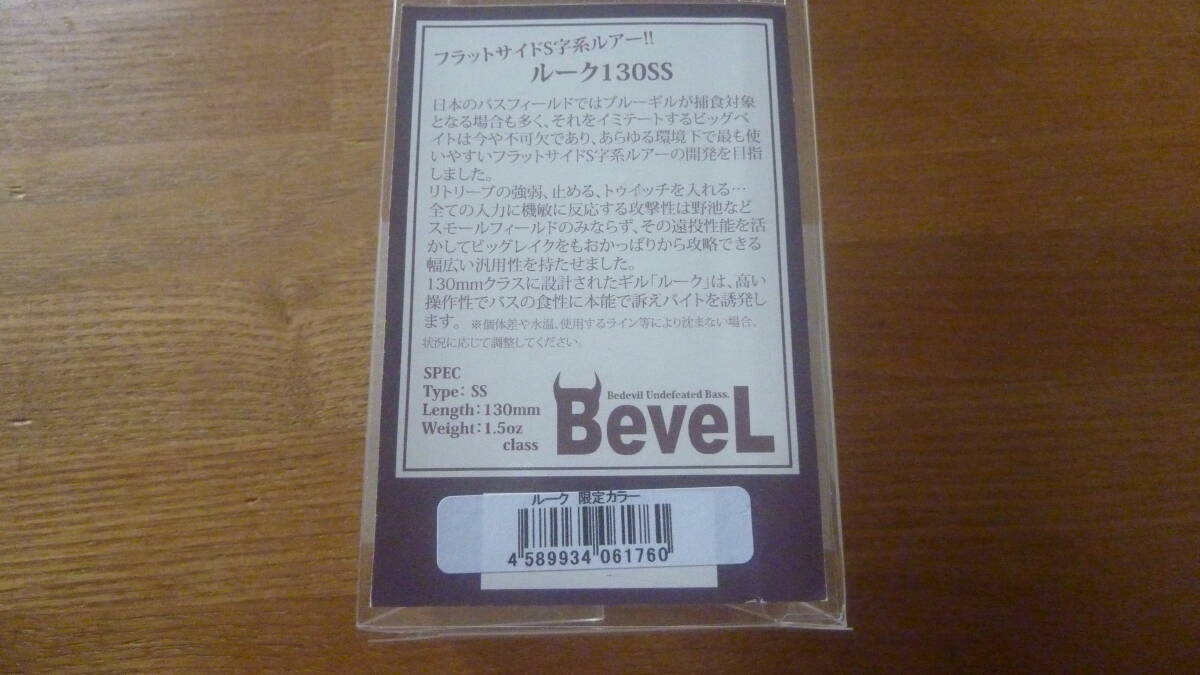 フラットサイドS字系ルアー!!
ルーク130SS
日本のバスフィールドではブルーギルが捕食対象
となる場合も多く、それをイミテートするビッグベ
イトは今や不可欠であり、あらゆる環境下で最も使
いやすいフラットサイドS字系ルアーの開発を目指
しました。
リトリーブの強弱、止める、トゥイッチを入れる…
全ての入力に機敏に反応する攻撃性は野池など
スモールフィールドのみならず、その遠投性能を活
かしてビッグレイクをもおかっぱりから攻略できる
幅広い汎用性を持たせました。
130mmクラスに設計されたギル「ルーク」は、高い
操作性でバスの食性に本能で訴えバイトを誘発し
ます。 ※個体差や水温、使用するライン等により沈まない場合、
状況に応じて調整してください。
SPEC
Type: SS
Length:130mm
Weight:1.5oz
class
Bedevil Undefeated Bass.
BeveL
ルーク 限定カラー
4 589934 061760